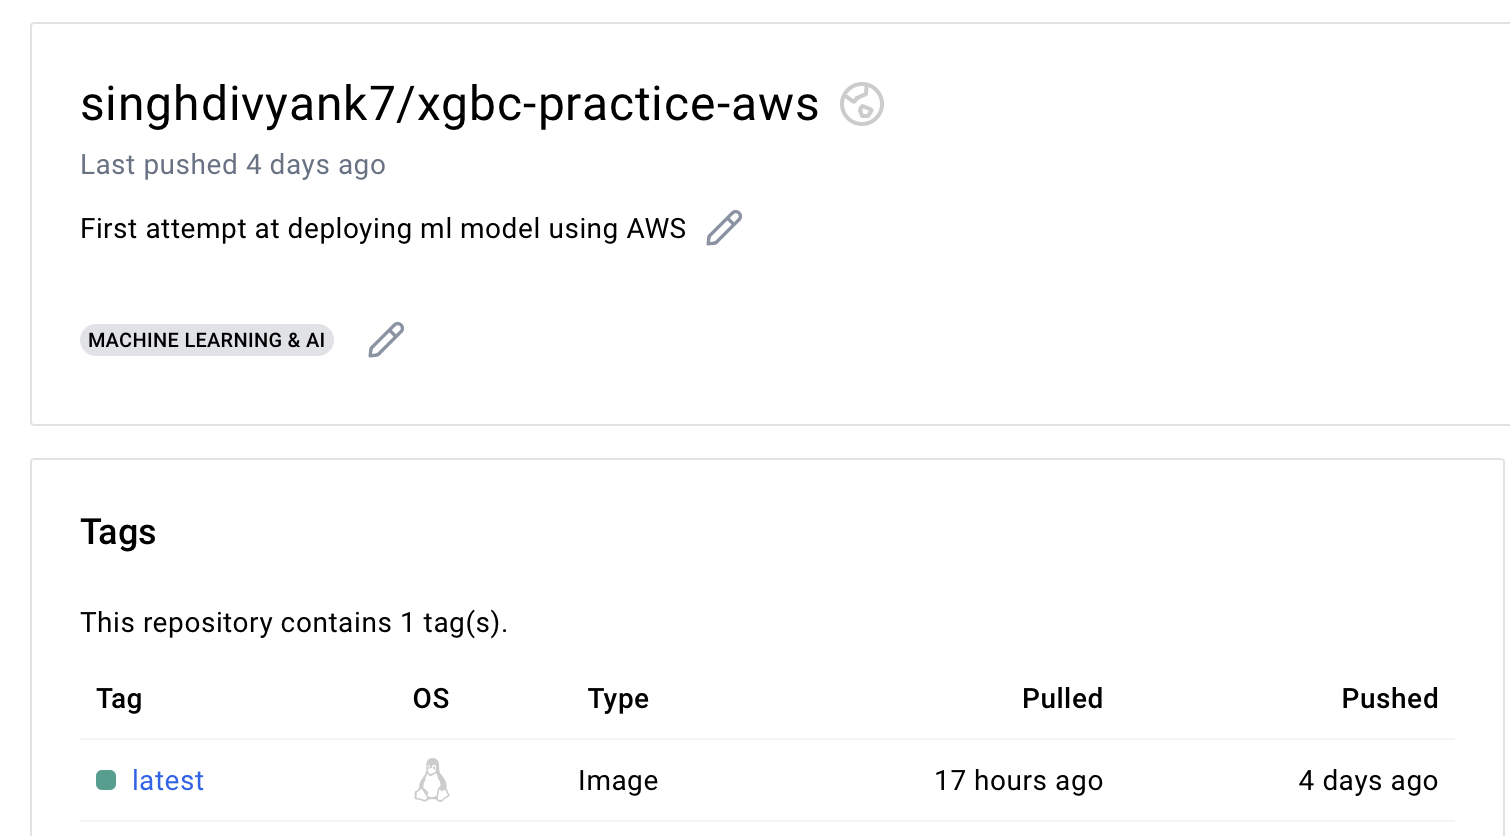 singhdivyank7/xgbc-practice-aws
Last pushed 4 days ago
First attempt at deploying ml model using AWS
MACHINE LEARNING & AI
Tags
This repository contains 1 tag(s).
Tag OS Type Pulled Pushed
latest Image 17 hours ago 4 days ago